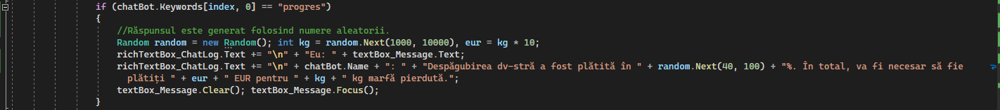 if (chatBot.Keywords[index, 0] == "progres")
{
//Răspunsul este generat folosind numere aleatorii.
Random random = new Random(); int kg = random.Next(1000, 10000), eur = kg * 10;
richTextBox_ChatLog.Text += "\n" + "Eu: " + textBox_Message.Text;
richTextBox_ChatLog.Text += "\n" + chatBot.Name + ": " + "Despăgubirea dv-stră a fost plătită în " + random.Next(40, 100) + "%. În total, va fi necesar să fie
plătiți " + eur + " EUR pentru " + kg + " kg marfă pierdută.";
textBox_Message.Clear(); textBox_Message.Focus();
}